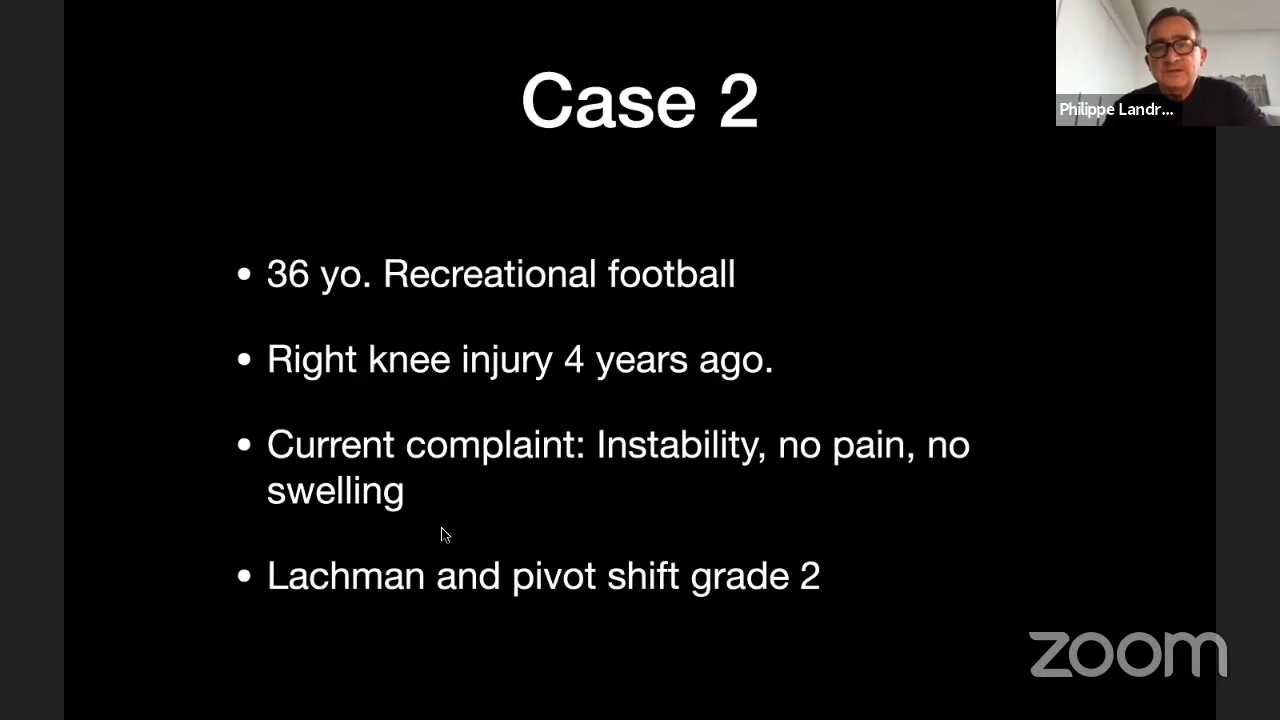 Case 2
Philippe Landr...
• 36 yo. Recreational football
• Right knee injury 4 years ago.
• Current complaint: Instability, no pain, no
swelling
• Lachman and pivot shift grade 2
zoom